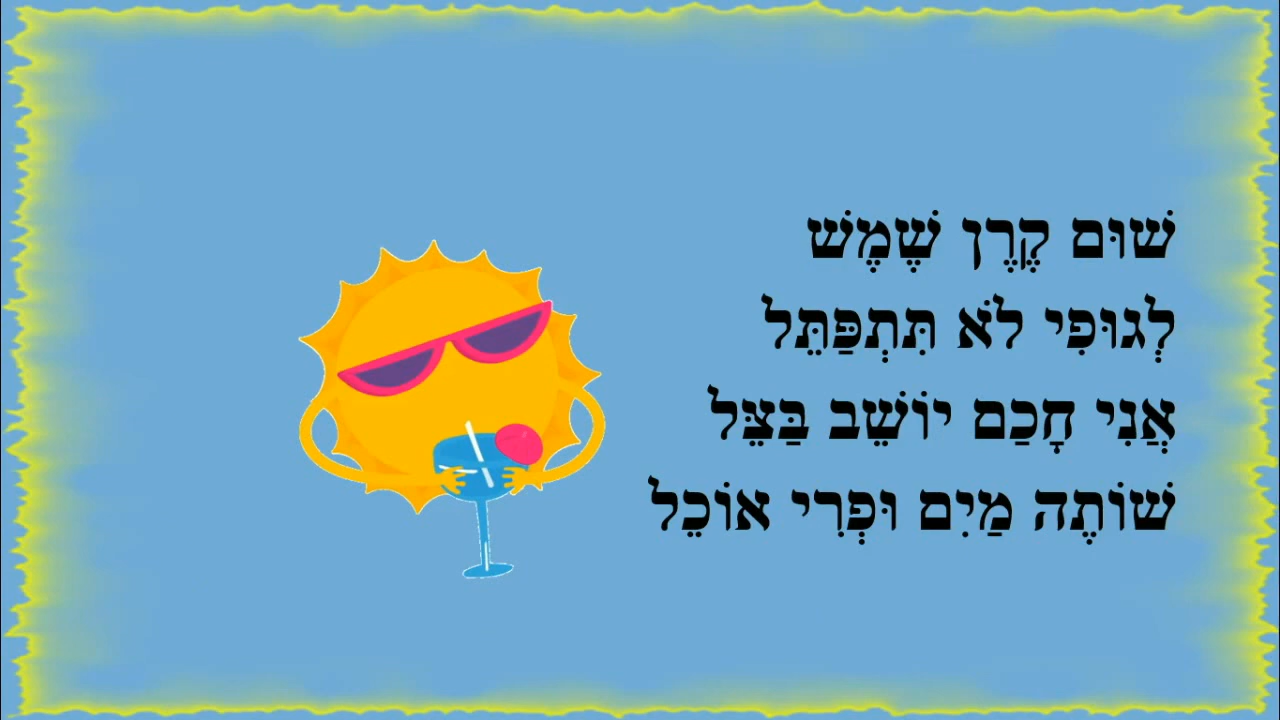 שׁוּם קֶרֶן שֶׁמֶשׁ
לְגוּפִי לֹא תִּתְפַּתֵּל
אֲנִי חָכַם יוֹשֵׁב בַּצֵּל
שׁוֹתֶה מַיִם וּפְרִי אוֹכֵל